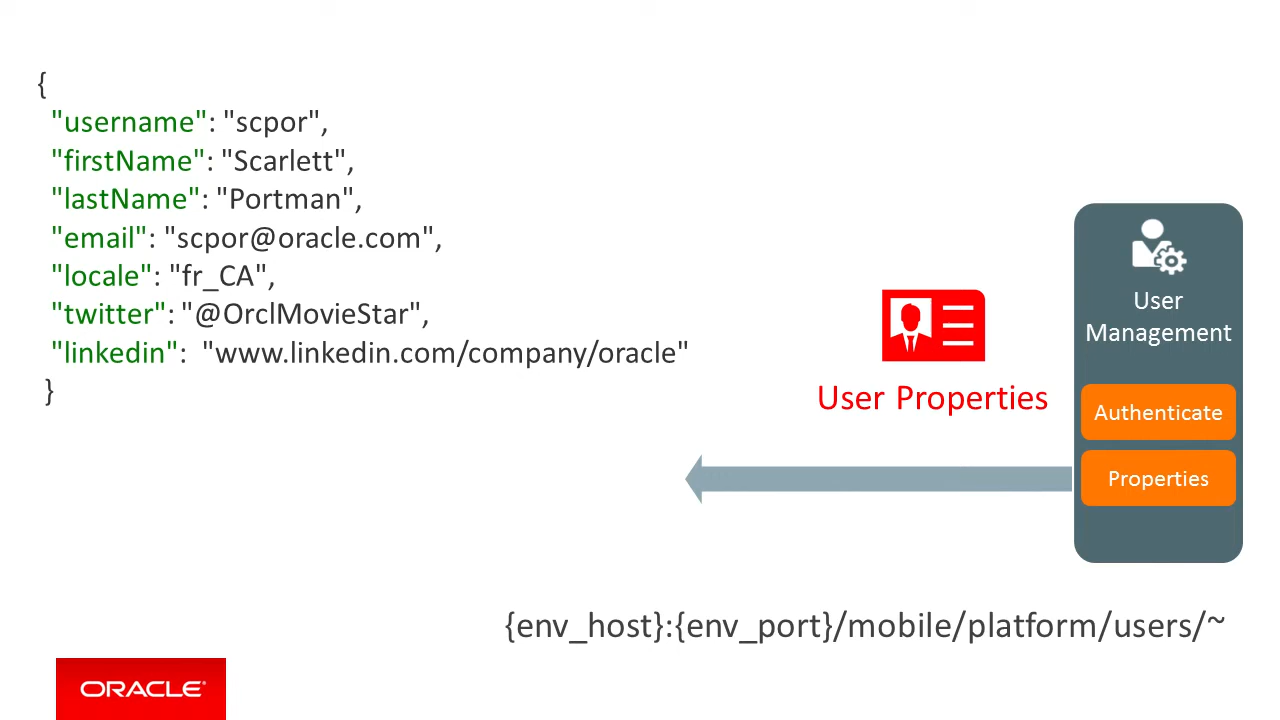 {
"username": "scpor",
"firstName": "Scarlett",
"lastName": "Portman",
"email": "scpor@oracle.com",
"locale": "fr_CA",
"twitter": "@OrclMovieStar",
"linkedin":  "www.linkedin.com/company/oracle"
}
User Properties
User
Management
Authenticate
Properties
{env_host}:{env_port}/mobile/platform/users/~
ORACLE®